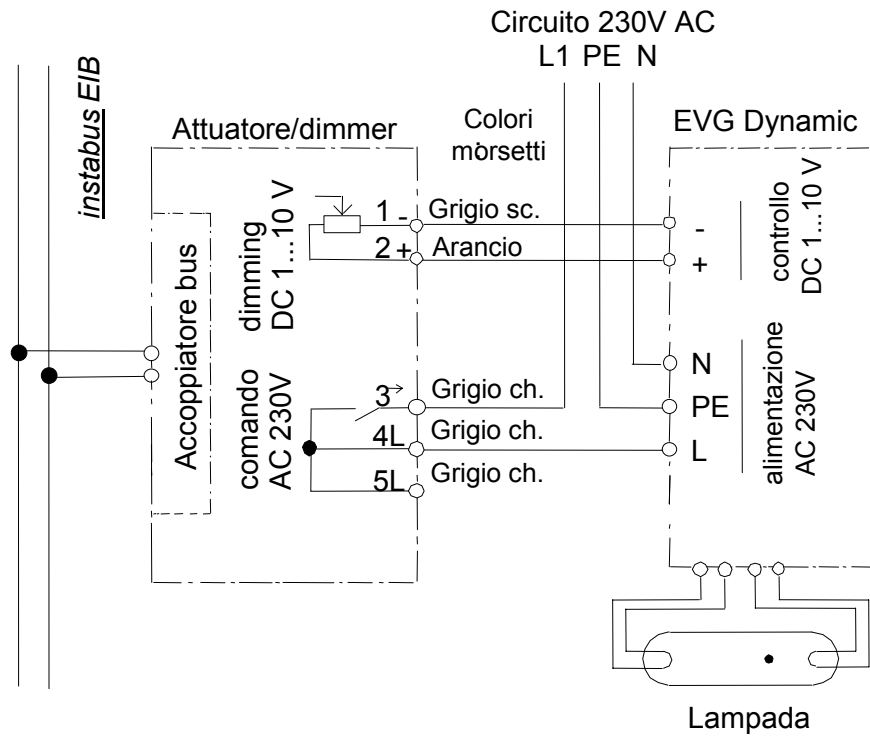 Circuito 230V AC
L1 PE N
instabus EIB
Attuatore/dimmer
Colori
morsetti
EVG Dynamic
Accoppiatore bus
dimming
DC 1...10 V
1 -
2 +
Grigio sc.
Arancio
-
+
controllo
DC 1...10 V
comando
AC 230V
3
4L
5L
Grigio ch.
Grigio ch.
Grigio ch.
N
PE
L
alimentazione
AC 230V
Lampada